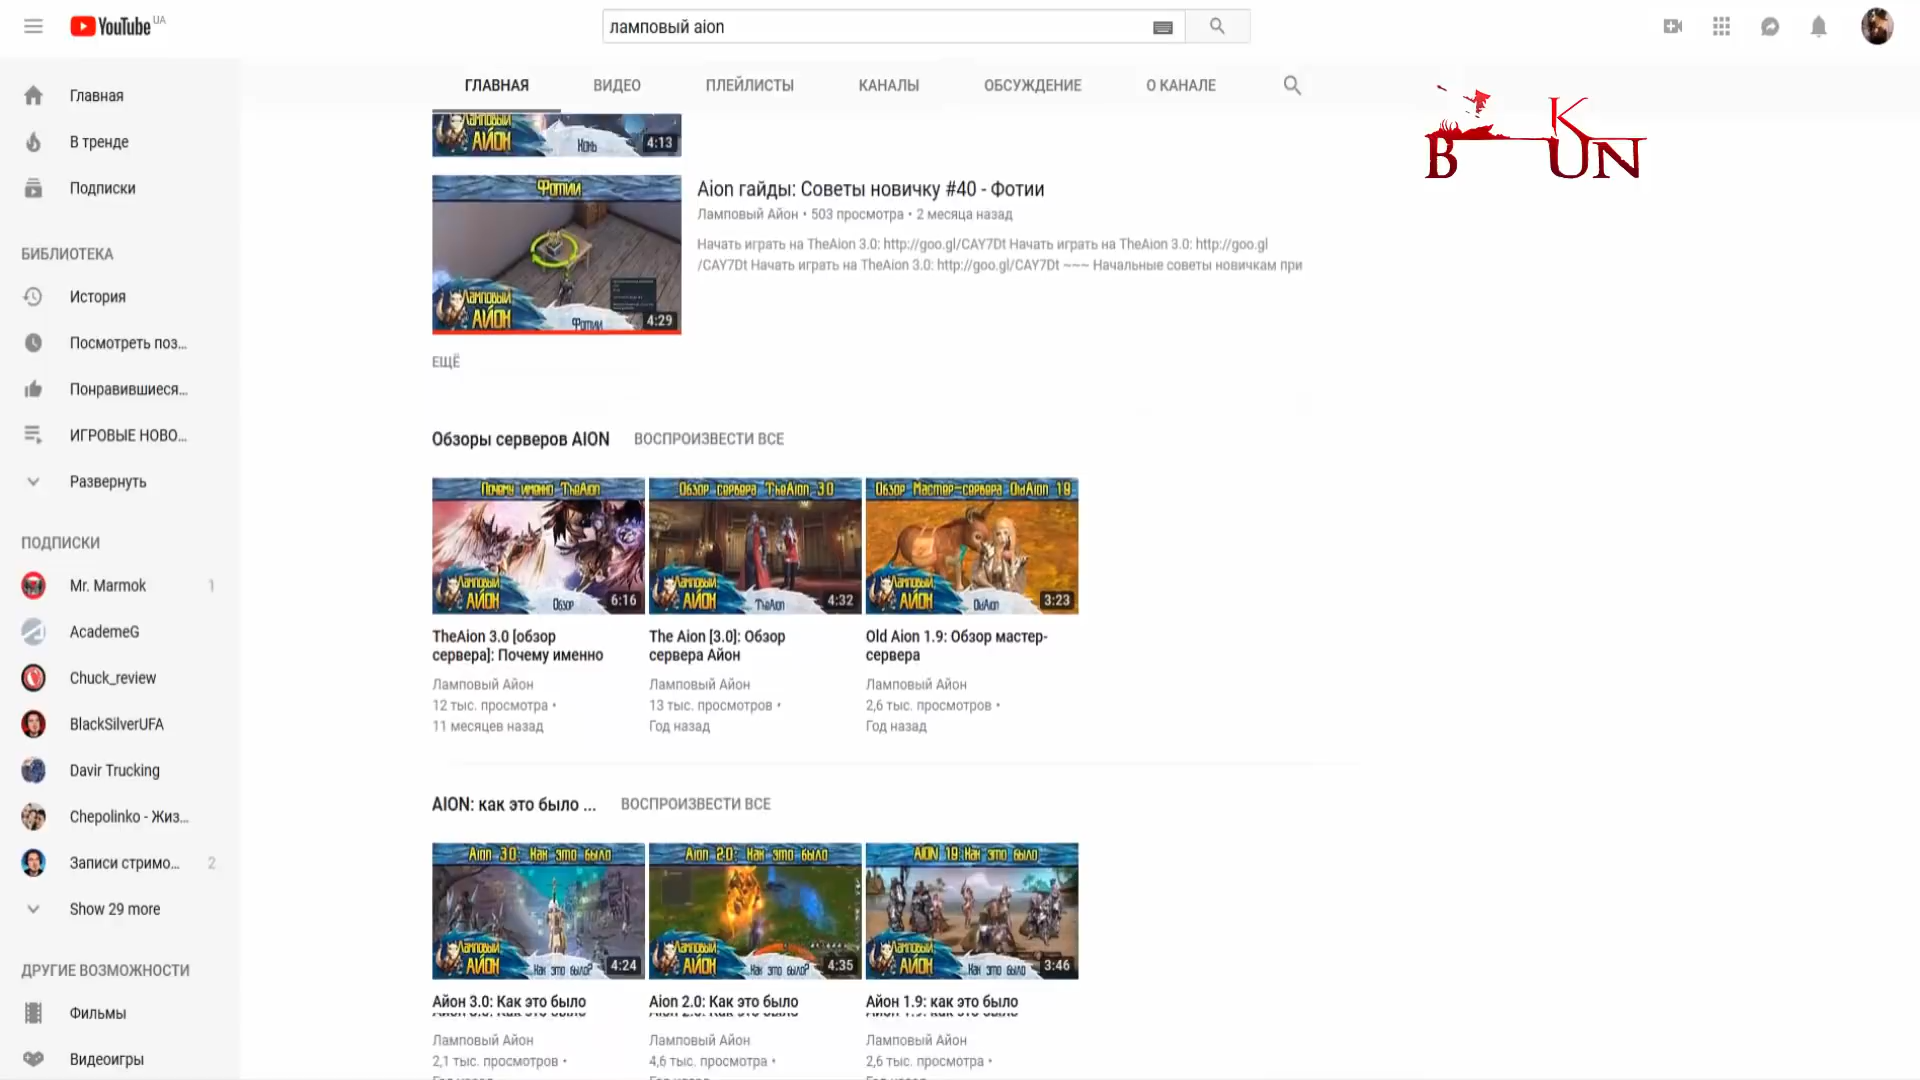 YouTube UA
ламповый aion
Главная
В тренде
Подписки
БИБЛИОТЕКА
История
Посмотреть поз...
Понравившиеся...
ИГРОВЫЕ НОВО...
Развернуть
ПОДПИСКИ
Mr. Marmok 1
AcademeG
Chuck_review
BlackSilverUFA
Davir Trucking
Chepolinko - Жиз...
Записи стримо... 2
Show 29 more
ДРУГИЕ ВОЗМОЖНОСТИ
Фильмы
Видеоигры
ГЛАВНАЯ ВИДЕО ПЛЕЙЛИСТЫ КАНАЛЫ ОБСУЖДЕНИЕ О КАНАЛЕ
B K UN
Ламповый
АЙОН
4:13
Фотии
Ламповый
АЙОН
Фотии
4:29
Aion гайды: Советы новичку #40 - Фотии
Ламповый Айон • 503 просмотра • 2 месяца назад
Начать играть на TheAion 3.0: http://goo.gl/CAY7Dt Начать играть на TheAion 3.0: http://goo.gl
/CAY7Dt Начать играть на TheAion 3.0: http://goo.gl/CAY7Dt ~~~ Начальные советы новичкам при
ЕЩЁ
Обзоры серверов AION ВОСПРОИЗВЕСТИ ВСЕ
Почему именно TheAion
Ламповый
АЙОН
Обзор
6:16
TheAion 3.0 [обзор
сервера]: Почему именно
Ламповый Айон
12 тыс. просмотра •
11 месяцев назад
Обзор сервера TheAion 3.0
Ламповый
АЙОН
TheAion
4:32
The Aion [3.0]: Обзор
сервера Айон
Ламповый Айон
13 тыс. просмотров •
Год назад
Обзор Мастер-сервера OldAion 1.9
Ламповый
АЙОН
OldAion
3:23
Old Aion 1.9: Обзор мастер-
сервера
Ламповый Айон
2,6 тыс. просмотров •
Год назад
AION: как это было ... ВОСПРОИЗВЕСТИ ВСЕ
Aion 3.0: Как это было
Ламповый
АЙОН
Как это было?
4:24
Айон 3.0: Как это было
Ламповый Айон
2,1 тыс. просмотров •
Год назад
Aion 2.0: Как это было
Ламповый
АЙОН
Как это было?
4:35
Aion 2.0: Как это было
Ламповый Айон
4,6 тыс. просмотра •
Год назад
AION 1.9: Как это было
Ламповый
АЙОН
Как это было
3:46
Айон 1.9: как это было
Ламповый Айон
2,6 тыс. просмотра •
Год назад